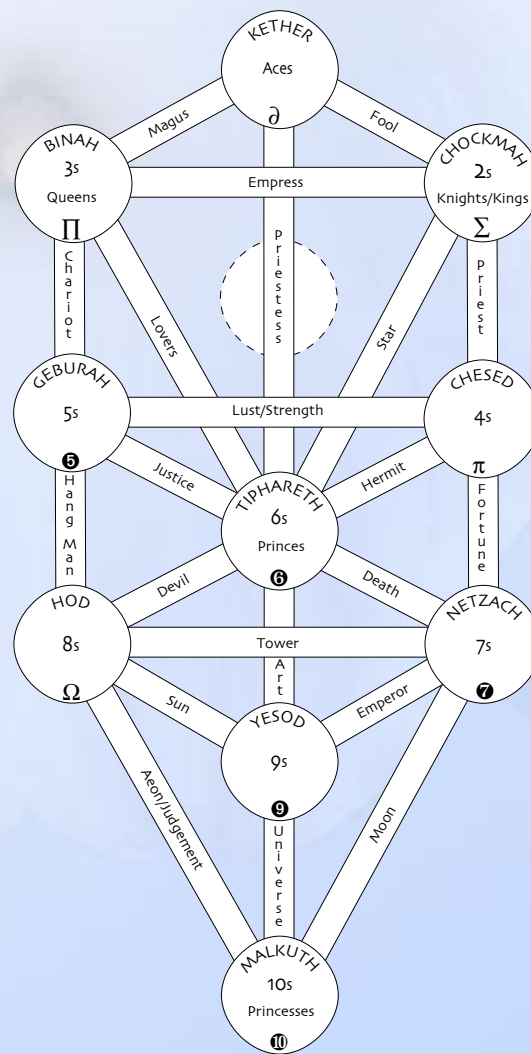 KETHER
Aces
∂
Magus
Fool
BINAH
3s
Queens
∏
CHOCKMAH
2s
Knights/Kings
Σ
Empress
Chariot
Lovers
Priestess
Star
Priest
GEBURAH
5s
❺
CHESED
4s
π
Lust/Strength
Justice
Hermit
Hang Man
Fortune
TIPHARETH
6s
Princes
❻
Devil
Death
HOD
8s
Ω
NETZACH
7s
❼
Tower
Art
Sun
Emperor
YESOD
9s
❾
Aeon/Judgement
Universe
Moon
MALKUTH
10s
Princesses
❿